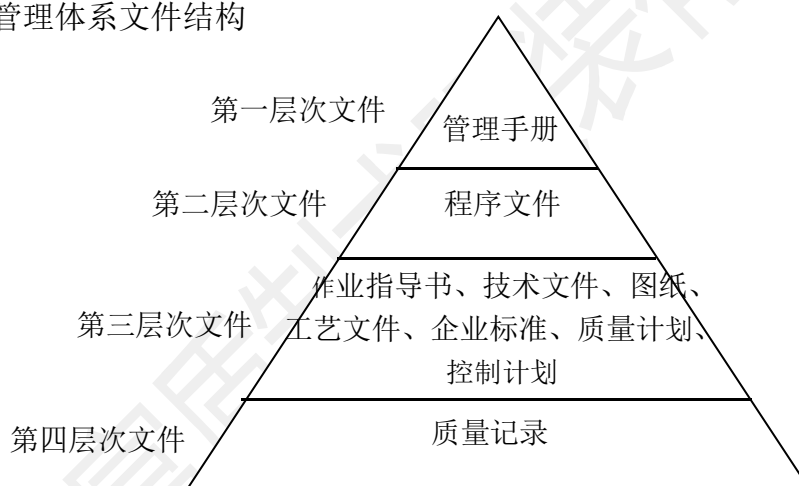 管理体系文件结构
第一层次文件
管理手册
第二层次文件
程序文件
作业指导书、技术文件、图纸、
第三层次文件
工艺文件、企业标准、质量计划、
控制计划
第四层次文件
质量记录